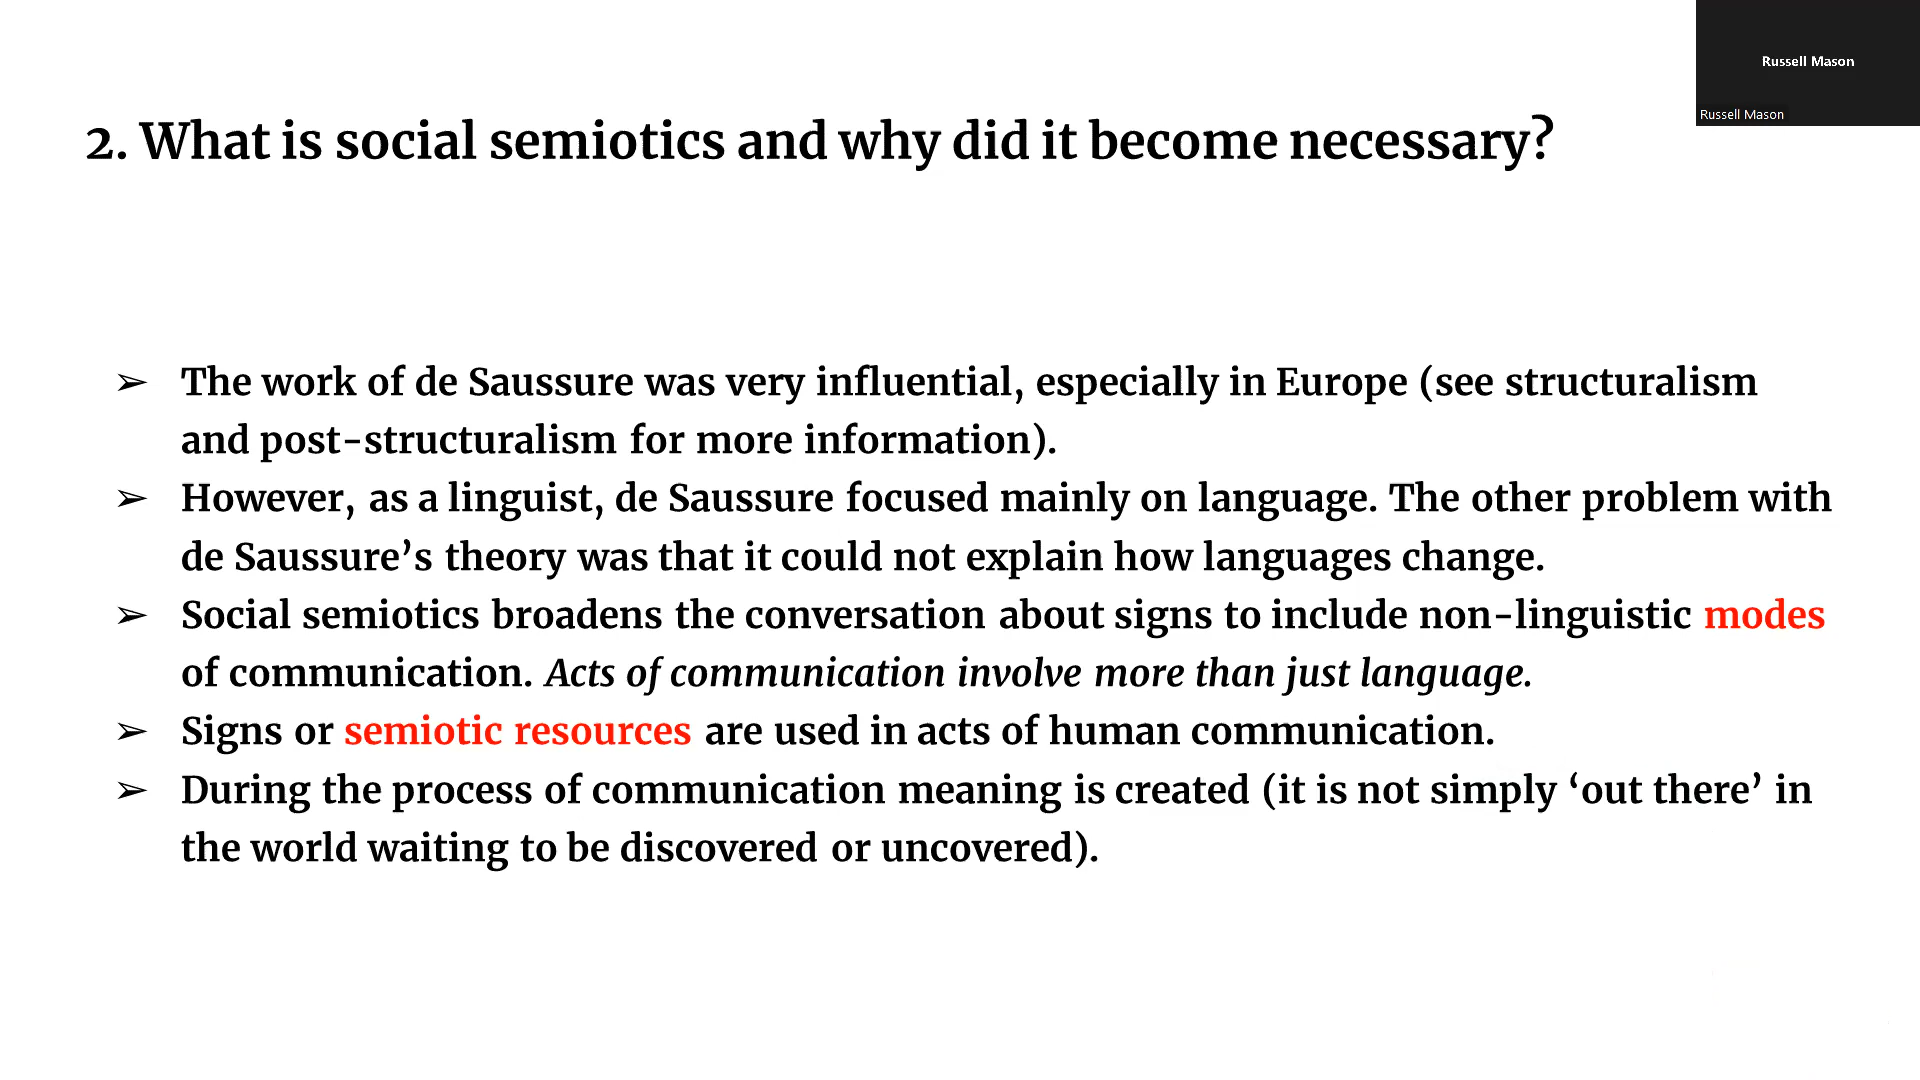 Russell Mason
Russell Mason
2. What is social semiotics and why did it become necessary?
➢ The work of de Saussure was very influential, especially in Europe (see structuralism
and post-structuralism for more information).
➢ However, as a linguist, de Saussure focused mainly on language. The other problem with
de Saussure’s theory was that it could not explain how languages change.
➢ Social semiotics broadens the conversation about signs to include non-linguistic modes
of communication. Acts of communication involve more than just language.
➢ Signs or semiotic resources are used in acts of human communication.
➢ During the process of communication meaning is created (it is not simply ‘out there’ in
the world waiting to be discovered or uncovered).